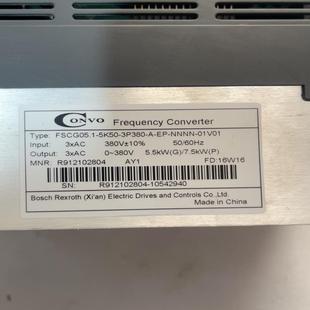 CONVO Frequency Converter
Type: FSCG05.1-5K50-3P380-A-EP-NNNN-01V01
Input: 3xAC 380V±10% 50/60Hz
Output: 3xAC 0~380V 5.5kW(G)/7.5kW(P)
MNR: R912102804 AY1 FD:16W16
SN: R912102804-10542940
Bosch Rexroth (Xi'an) Electric Drives and Controls Co., Ltd.
Made in China